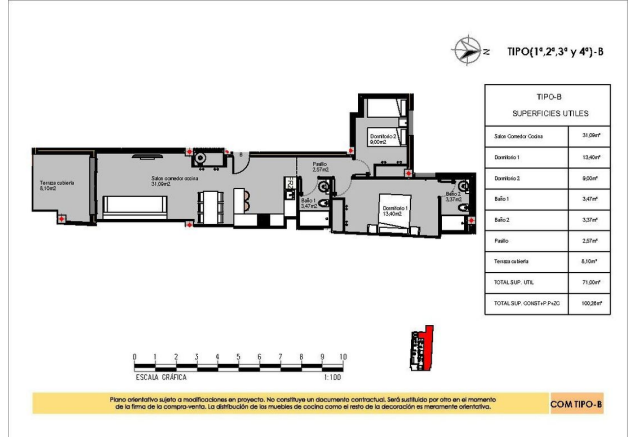 TIPO(1ª,2ª,3ª y 4ª)-B
N
TIPO-B
SUPERFICIES UTILES
Salon Comedor Cocina 31,09m²
Dormitorio 1 13,40m²
Dormitorio 2 9,00m²
Baño 1 3,47m²
Baño 2 3,37m²
Pasillo 2,57m²
Terraza cubierta 8,10m²
TOTAL SUP. UTIL 71,00m²
TOTAL SUP. CONST+P.P+ZC 100,36m²
Dormitorio 2
9,00m2
Pasillo
2,57m2
Terraza cubierta
8,10m2
Salon comedor cocina
31,09m2
B
Baño 1
3,47m2
Dormitorio 1
13,40m2
Baño 2
3,37m2
0 1 2 3 4 5 6 7 8 9 10
ESCALA GRÁFICA 1:100
Plano orientativo sujeto a modificaciones en proyecto. No constituye un documento contractual. Será sustituido por otro en el momento
de la firma de la compra-venta. La distribución de los muebles de cocina como el resto de la decoración es meramente orientativa.
COM TIPO-B